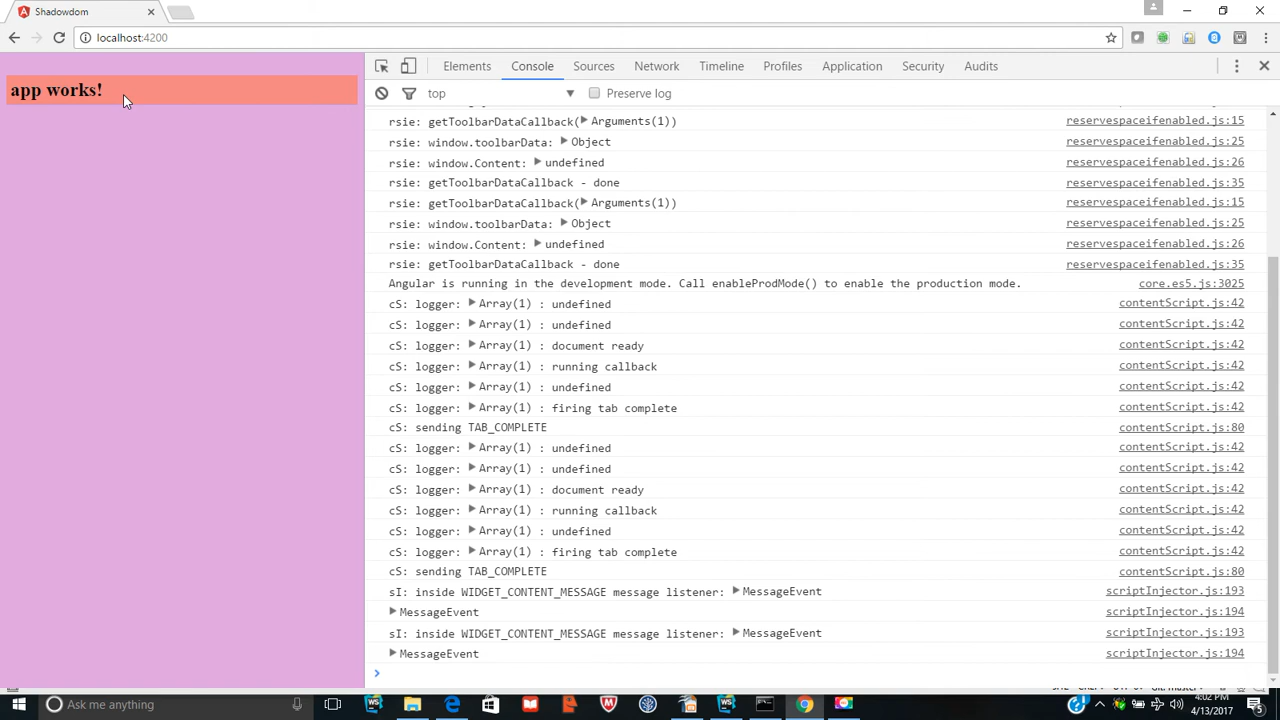 Shadowdom
localhost:4200
app works!
Elements Console Sources Network Timeline Profiles Application Security Audits
top Preserve log
rsie: getToolbarDataCallback( Arguments(1)) reservespaceifenabled.js:15
rsie: window.toolbarData: Object reservespaceifenabled.js:25
rsie: window.Content: undefined reservespaceifenabled.js:26
rsie: getToolbarDataCallback - done reservespaceifenabled.js:35
rsie: getToolbarDataCallback( Arguments(1)) reservespaceifenabled.js:15
rsie: window.toolbarData: Object reservespaceifenabled.js:25
rsie: window.Content: undefined reservespaceifenabled.js:26
rsie: getToolbarDataCallback - done reservespaceifenabled.js:35
Angular is running in the development mode. Call enableProdMode() to enable the production mode. core.es5.js:3025
cS: logger: Array(1) : undefined contentScript.js:42
cS: logger: Array(1) : undefined contentScript.js:42
cS: logger: Array(1) : document ready contentScript.js:42
cS: logger: Array(1) : running callback contentScript.js:42
cS: logger: Array(1) : undefined contentScript.js:42
cS: logger: Array(1) : firing tab complete contentScript.js:42
cS: sending TAB_COMPLETE contentScript.js:80
cS: logger: Array(1) : undefined contentScript.js:42
cS: logger: Array(1) : undefined contentScript.js:42
cS: logger: Array(1) : document ready contentScript.js:42
cS: logger: Array(1) : running callback contentScript.js:42
cS: logger: Array(1) : undefined contentScript.js:42
cS: logger: Array(1) : firing tab complete contentScript.js:42
cS: sending TAB_COMPLETE contentScript.js:80
sI: inside WIDGET_CONTENT_MESSAGE message listener: MessageEvent scriptInjector.js:193
MessageEvent scriptInjector.js:194
sI: inside WIDGET_CONTENT_MESSAGE message listener: MessageEvent scriptInjector.js:193
MessageEvent scriptInjector.js:194
Ask me anything
4:02 PM
4/13/2017